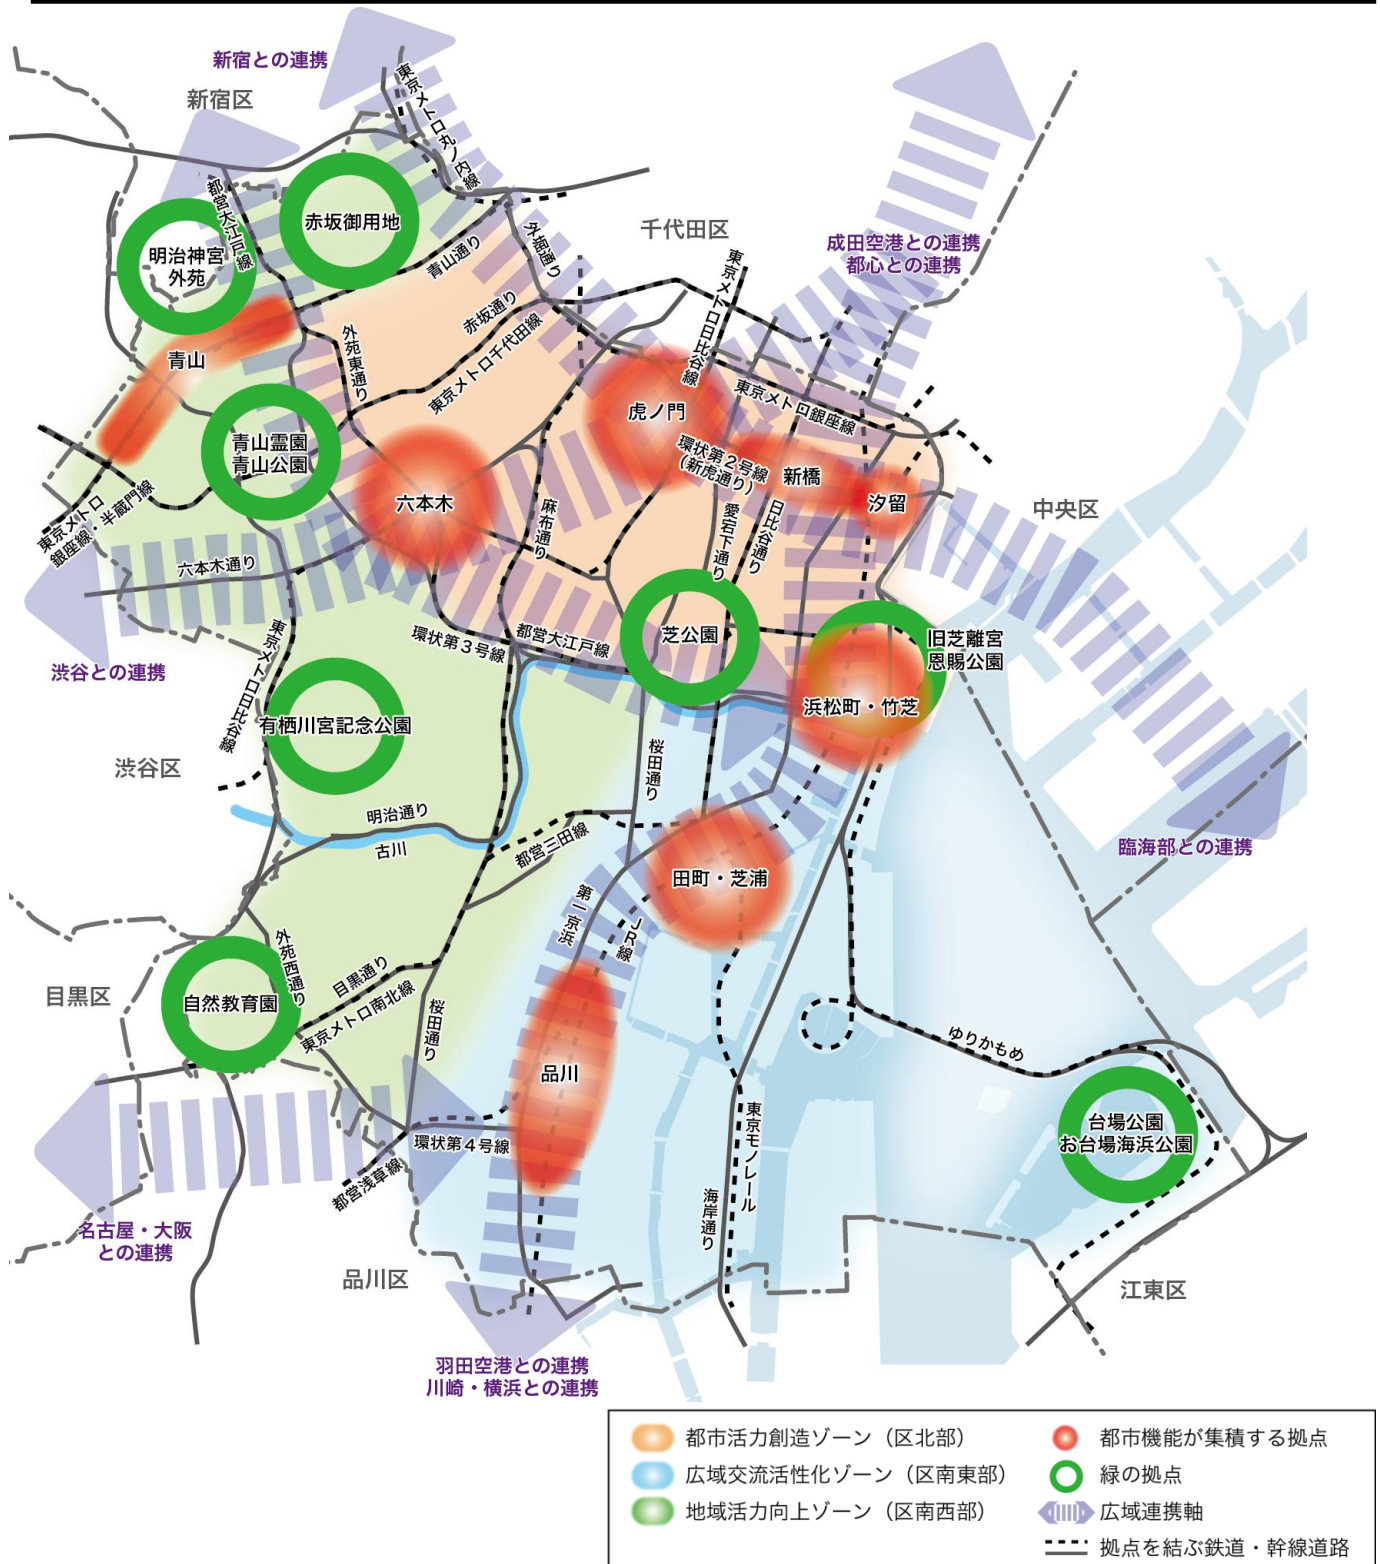 新宿との連携
新宿区
東京メトロ丸ノ内線
都営大江戸線
赤坂御用地
明治神宮
外苑
青山通り
外堀通り
千代田区
成田空港との連携
都心との連携
東京メトロ日比谷線
赤坂通り
東京メトロ千代田線
外苑東通り
青山
虎ノ門
東京メトロ銀座線
環状第2号線
(新虎通り)
新橋
汐留
青山霊園
青山公園
六本木
麻布通り
愛宕下通り
日比谷通り
中央区
東京メトロ
銀座線・半蔵門線
六本木通り
東京メトロ日比谷線
環状第3号線
都営大江戸線
芝公園
旧芝離宮
恩賜公園
浜松町・竹芝
渋谷との連携
有栖川宮記念公園
渋谷区
桜田通り
明治通り
古川
都営三田線
臨海部との連携
田町・芝浦
第一京浜
JR線
目黒区
外苑西通り
自然教育園
目黒通り
東京メトロ南北線
桜田通り
品川
ゆりかもめ
台場公園
お台場海浜公園
環状第4号線
都営浅草線
東京モノレール
海岸通り
名古屋・大阪
との連携
品川区
江東区
羽田空港との連携
川崎・横浜との連携
都市活力創造ゾーン（区北部）
広域交流活性化ゾーン（区南東部）
地域活力向上ゾーン（区南西部）
都市機能が集積する拠点
緑の拠点
広域連携軸
拠点を結ぶ鉄道・幹線道路